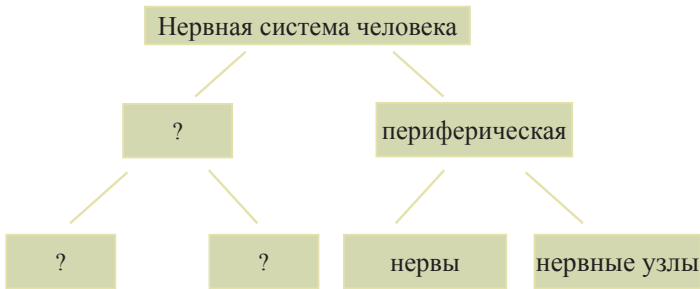 Нервная система человека
?
периферическая
?
?
нервы
нервные узлы